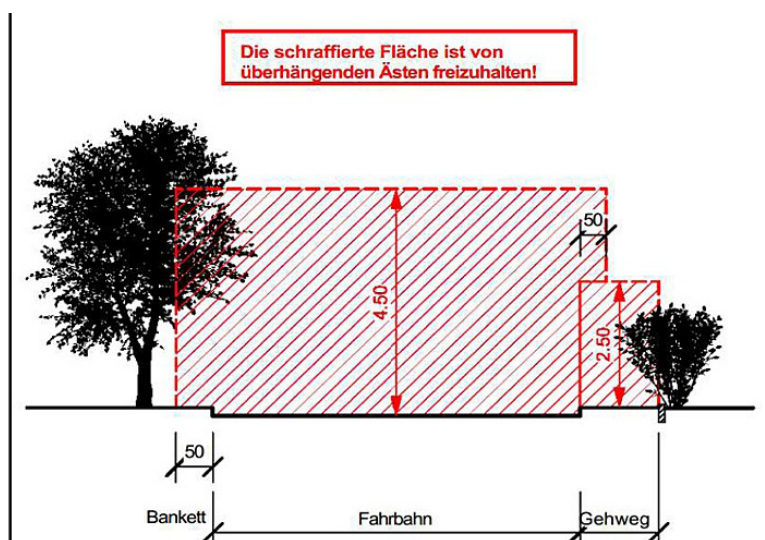 Die schraffierte Fläche ist von
überhängenden Ästen freizuhalten!
50
4.50
2.50
50
Bankett
Fahrbahn
Gehweg